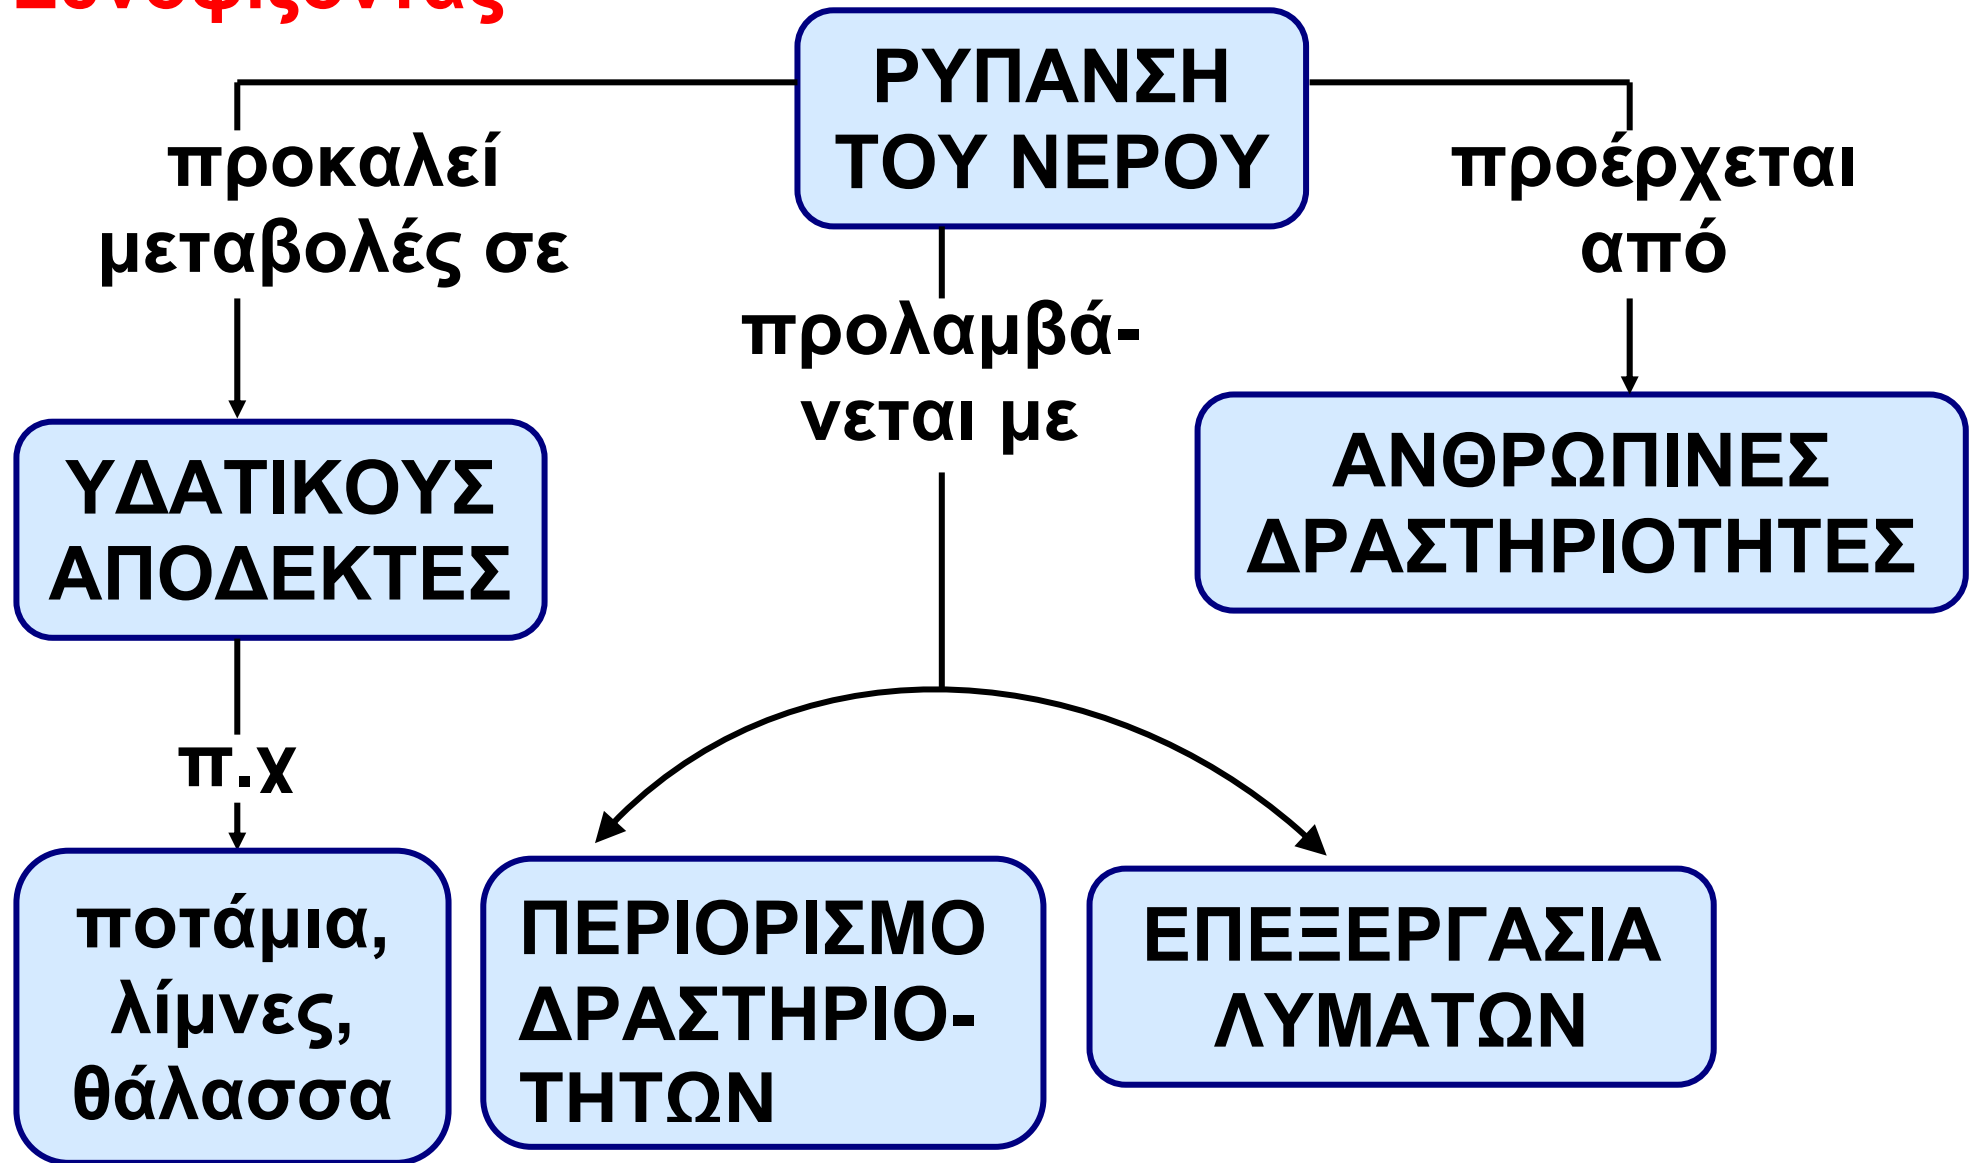 Συνοψίζοντας
ΡΥΠΑΝΣΗ
ΤΟΥ ΝΕΡΟΥ
προκαλεί
μεταβολές σε
προλαμβά-
νεται με
προέρχεται
από
ΥΔΑΤΙΚΟΥΣ
ΑΠΟΔΕΚΤΕΣ
ΑΝΘΡΩΠΙΝΕΣ
ΔΡΑΣΤΗΡΙΟΤΗΤΕΣ
π.χ
ποτάμια,
λίμνες,
θάλασσα
ΠΕΡΙΟΡΙΣΜΟ
ΔΡΑΣΤΗΡΙΟ-
ΤΗΤΩΝ
ΕΠΕΞΕΡΓΑΣΙΑ
ΛΥΜΑΤΩΝ